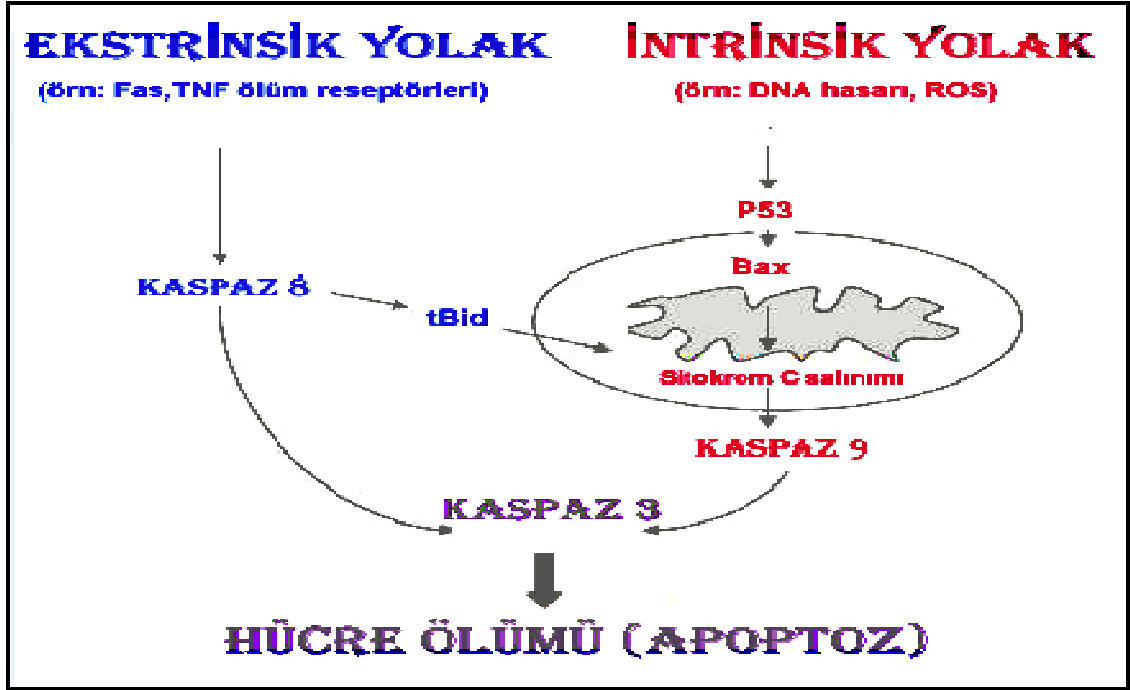 EKSTRİNSİK YOLAK
(örn: Fas,TNF ölüm reseptörleri)
İNTRİNSİK YOLAK
(örn: DNA hasarı, ROS)
P53
Bax
KASPAZ 8
tBid
Sitokrom C salınımı
KASPAZ 9
KASPAZ 3
HÜCRE ÖLÜMÜ (APOPTOZ)